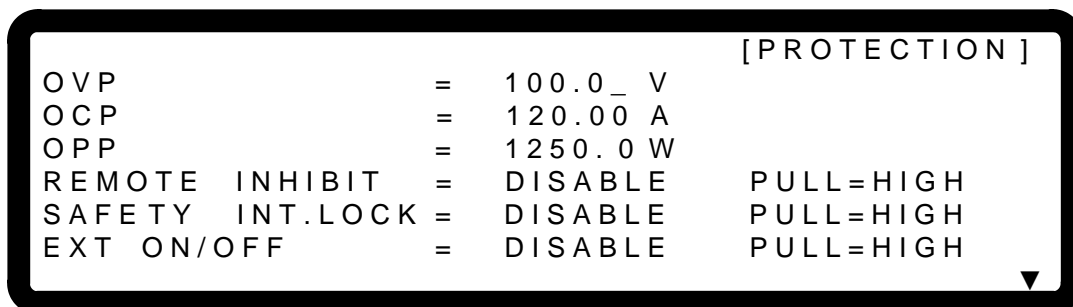 [PROTECTION]
OVP = 100.0_ V
OCP = 120.00 A
OPP = 1250.0 W
REMOTE INHIBIT = DISABLE PULL=HIGH
SAFETY INT.LOCK = DISABLE PULL=HIGH
EXT ON/OFF = DISABLE PULL=HIGH
▼